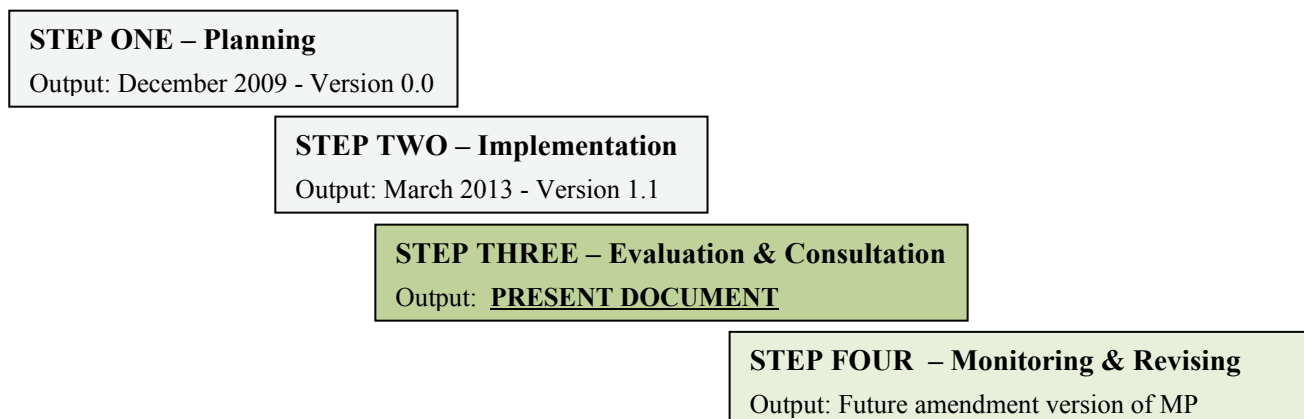 STEP ONE – Planning
Output: December 2009 - Version 0.0
STEP TWO – Implementation
Output: March 2013 - Version 1.1
STEP THREE – Evaluation & Consultation
Output: PRESENT DOCUMENT
STEP FOUR – Monitoring & Revising
Output: Future amendment version of MP